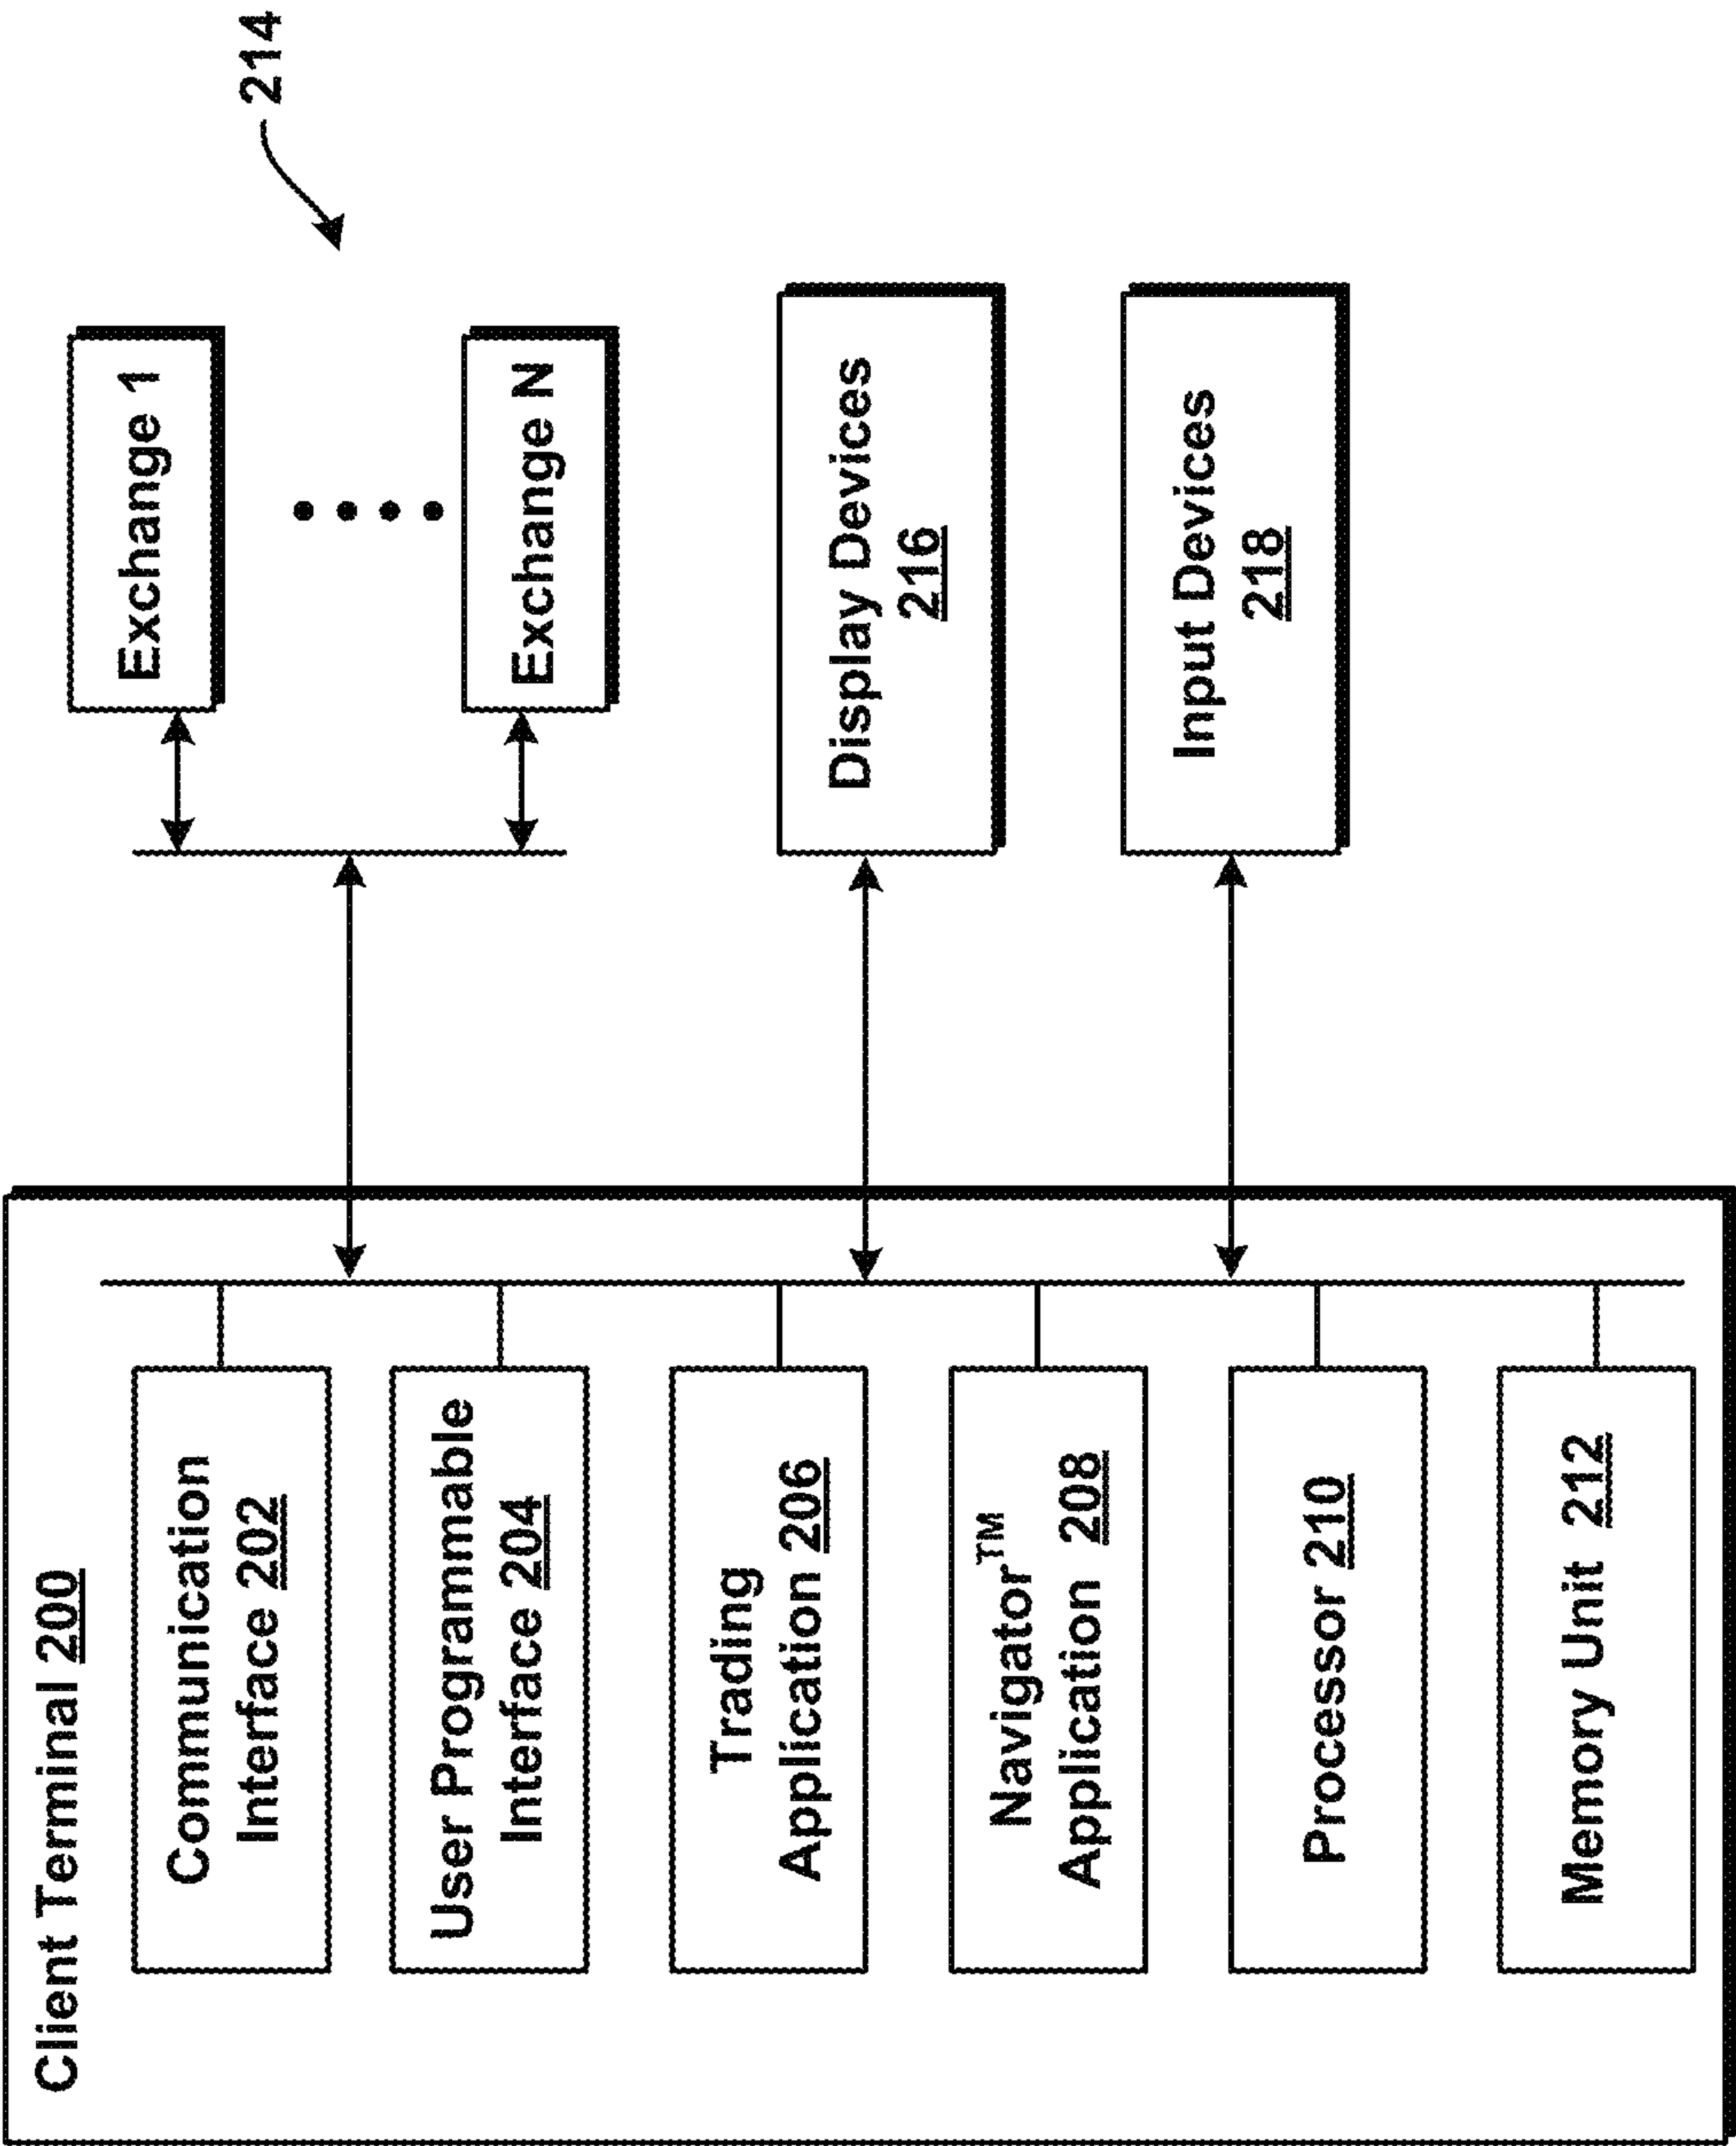 Client Terminal 200
Communication
Interface 202
User Programmable
Interface 204
Trading
Application 206
Navigator™
Application 208
Processor 210
Memory Unit 212
Exchange 1
Exchange N
214
Display Devices
216
Input Devices
218